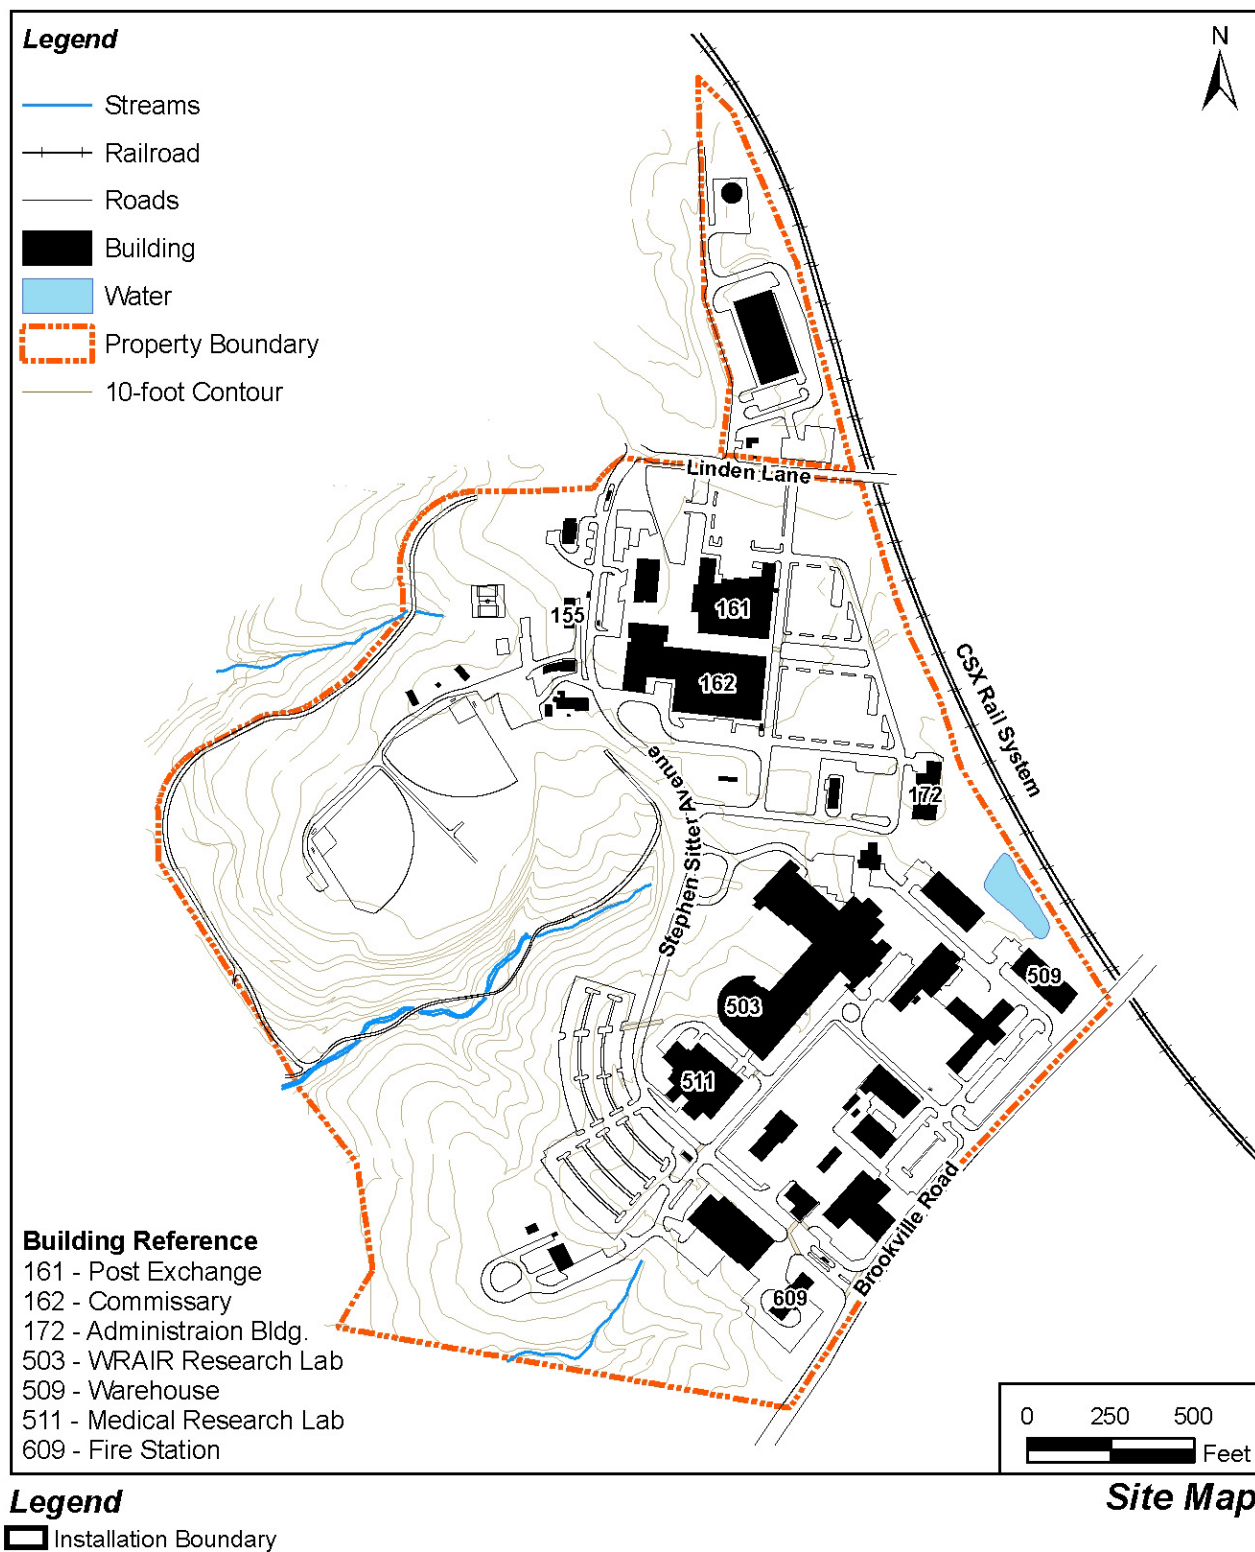 Legend
N
Streams
Railroad
Roads
Building
Water
Property Boundary
10-foot Contour
Linden Lane
155
161
162
CSX Rail System
Stephen Sitter Avenue
172
509
503
511
Brookville Road
609
Building Reference
161 - Post Exchange
162 - Commissary
172 - Administraion Bldg.
503 - WRAIR Research Lab
509 - Warehouse
511 - Medical Research Lab
609 - Fire Station
0 250 500
Feet
Legend
Site Map
Installation Boundary